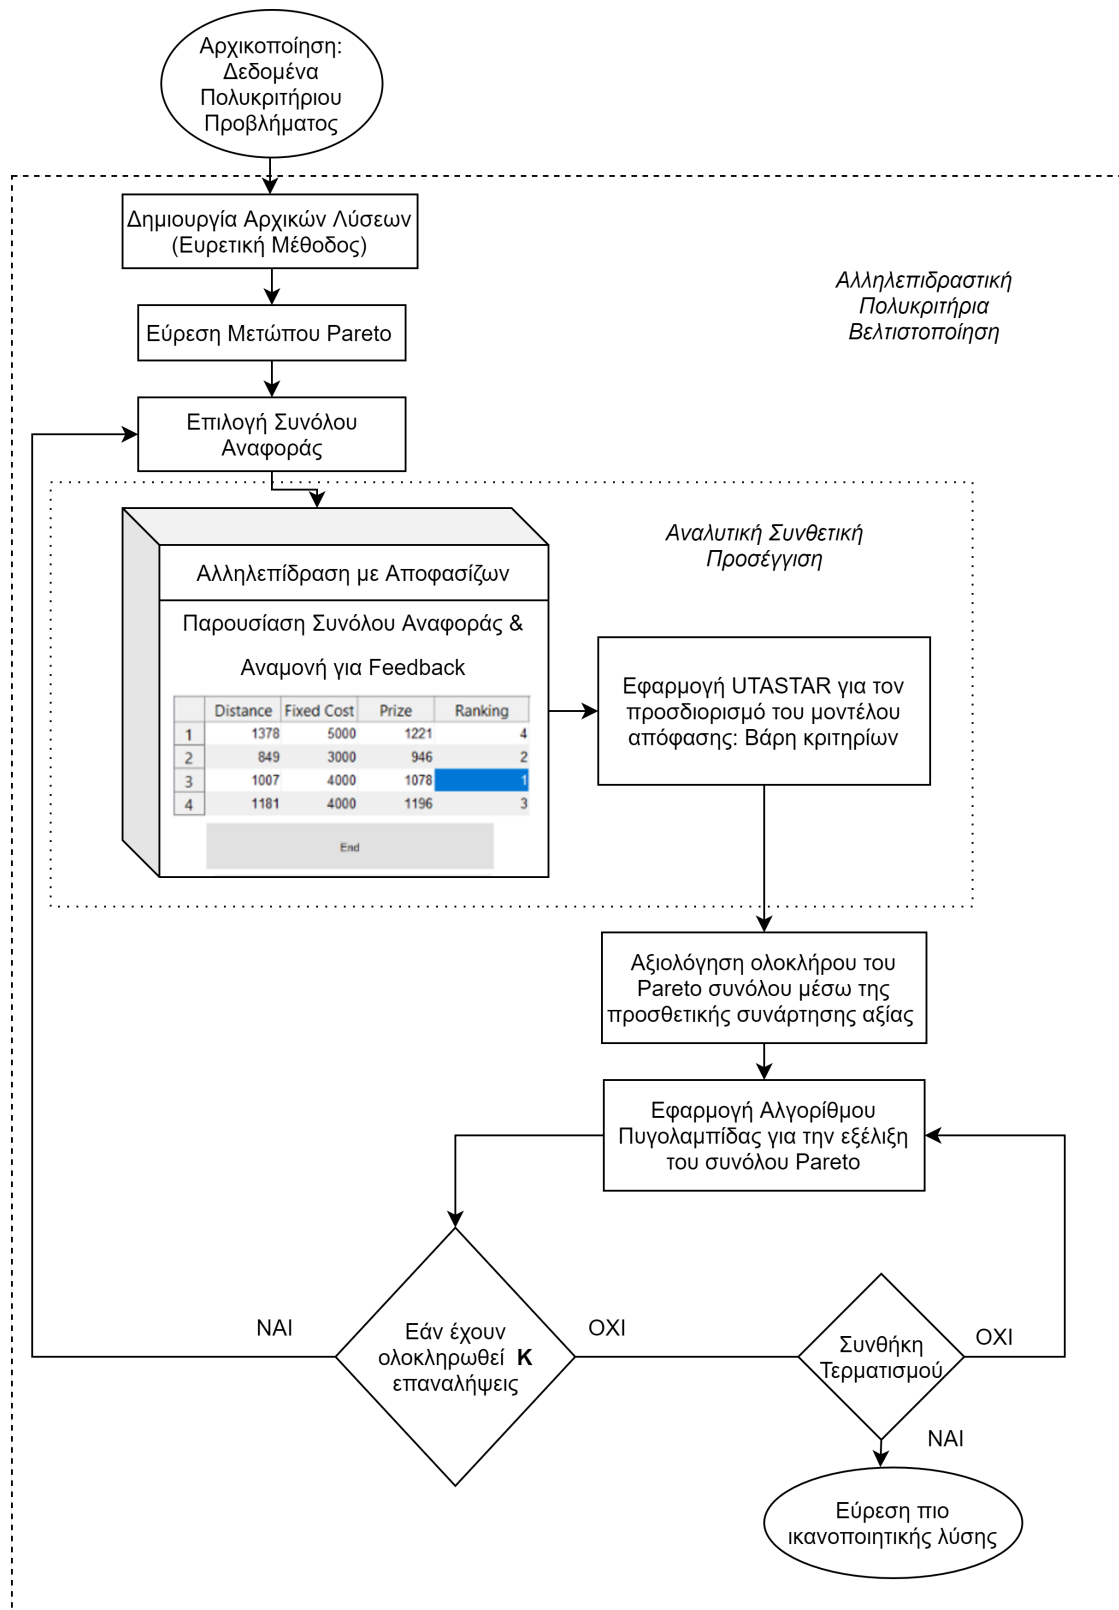 Αρχικοποίηση:
Δεδομένα
Πολυκριτήριου
Προβλήματος
Δημιουργία Αρχικών Λύσεων
(Ευρετική Μέθοδος)
Αλληλεπιδραστική
Πολυκριτήρια
Βελτιστοποίηση
Εύρεση Μετώπου Pareto
Επιλογή Συνόλου
Αναφοράς
Αναλυτική Συνθετική
Προσέγγιση
Αλληλεπίδραση με Αποφασίζων
Παρουσίαση Συνόλου Αναφοράς &
Αναμονή για Feedback
Distance Fixed Cost Prize Ranking
1 1378 5000 1221 4
2 849 3000 946 2
3 1007 4000 1078 1
4 1181 4000 1196 3
End
Εφαρμογή UTASTAR για τον
προσδιορισμό του μοντέλου
απόφασης: Βάρη κριτηρίων
Αξιολόγηση ολοκλήρου του
Pareto συνόλου μέσω της
προσθετικής συνάρτησης αξίας
Εφαρμογή Αλγορίθμου
Πυγολαμπίδας για την εξέλιξη
του συνόλου Pareto
ΝΑΙ
Εάν έχουν
ολοκληρωθεί K
επαναλήψεις
ΟΧΙ
Συνθήκη
Τερματισμού
ΟΧΙ
ΝΑΙ
Εύρεση πιο
ικανοποιητικής λύσης